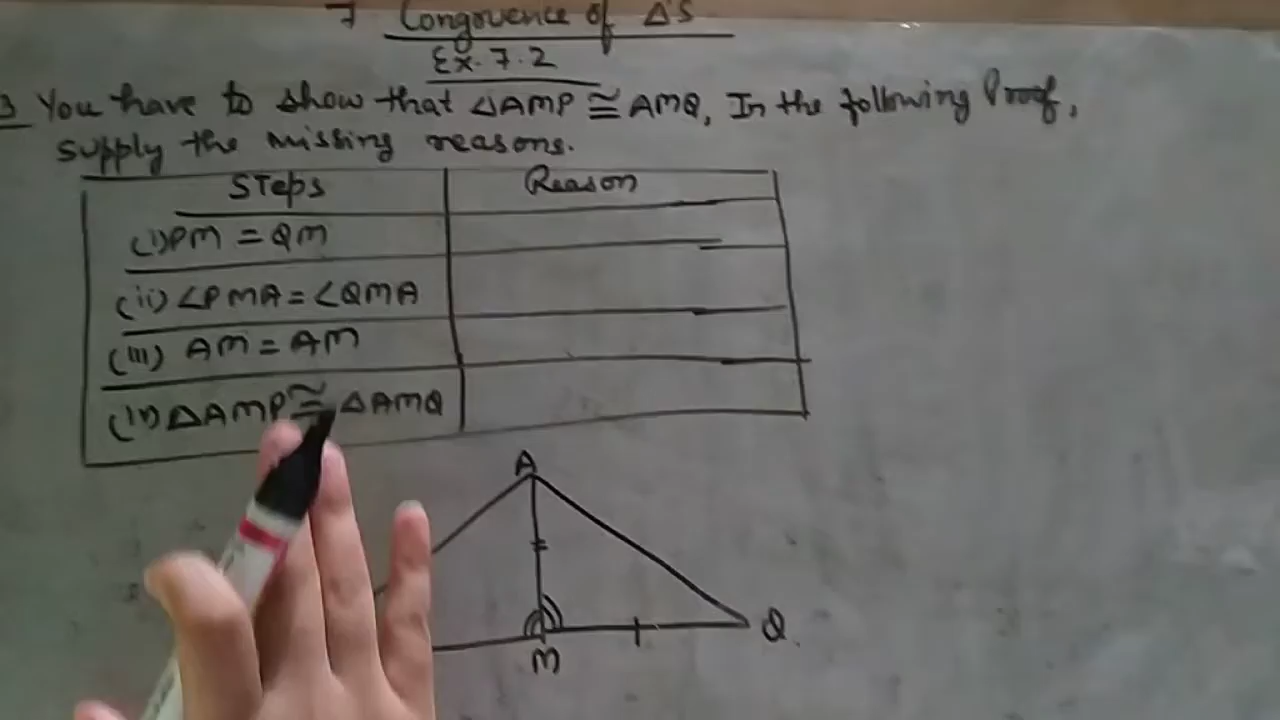 7 Congruence of Δ'S
Ex. 7.2
3 You have to show that ΔAMP ≅ AMQ, In the following Proof,
supply the missing reasons.
Steps Reason
(i) PM = QM
(ii) ∠PMA = ∠QMA
(iii) AM = AM
(iv) ΔAMP ≅ ΔAMQ
A
Q
M